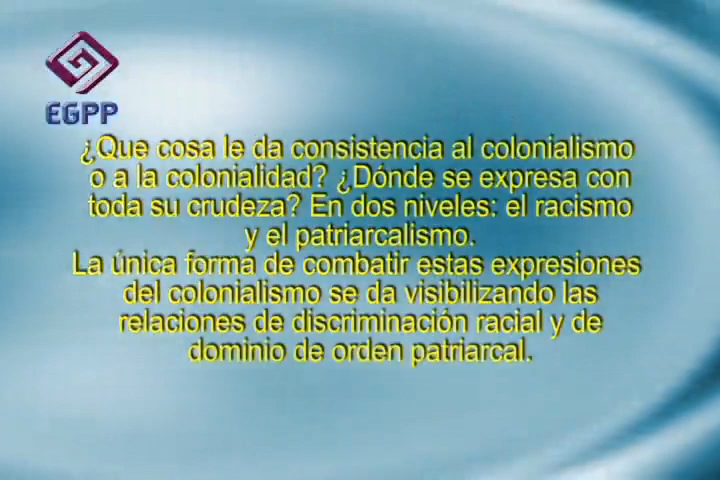 EGPP
¿Que cosa le da consistencia al colonialismo
o a la colonialidad? ¿Dónde se expresa con
toda su crudeza? En dos niveles: el racismo
y el patriarcalismo.
La única forma de combatir estas expresiones
del colonialismo se da visibilizando las
relaciones de discriminación racial y de
dominio de orden patriarcal.